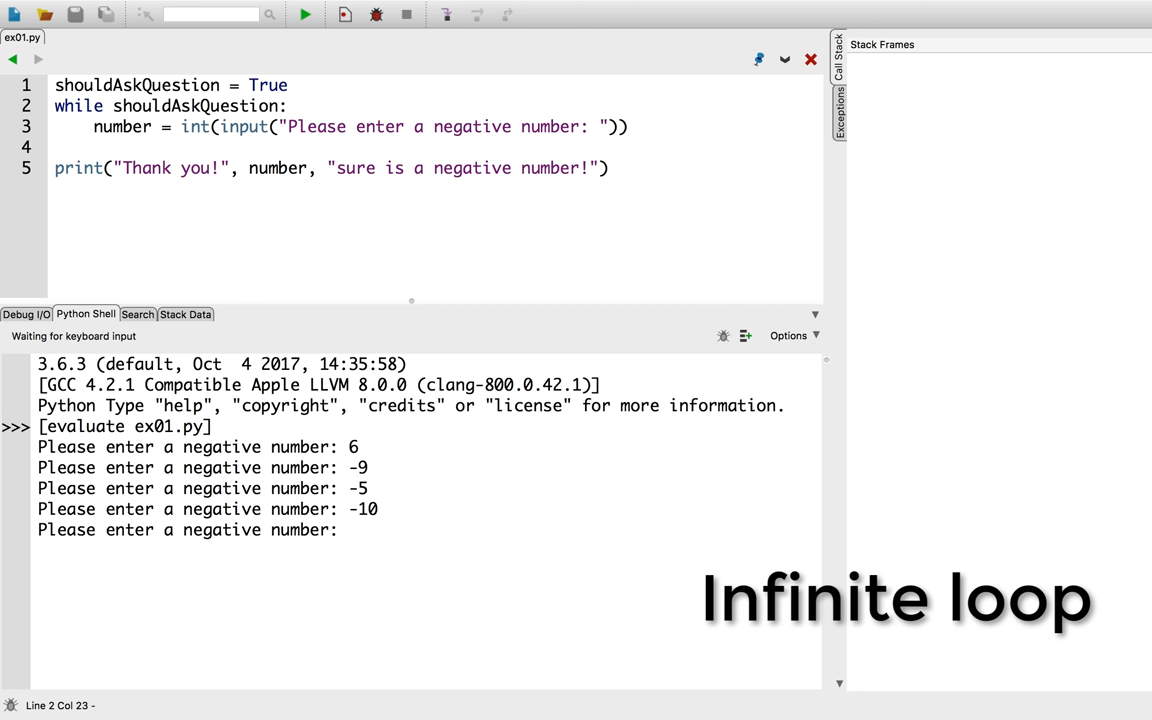 ex01.py
Call Stack
Exceptions
Stack Frames
1 shouldAskQuestion = True
2 while shouldAskQuestion:
3 number = int(input("Please enter a negative number: "))
4
5 print("Thank you!", number, "sure is a negative number!")
Debug I/O Python Shell Search Stack Data
Waiting for keyboard input
Options
3.6.3 (default, Oct  4 2017, 14:35:58)
[GCC 4.2.1 Compatible Apple LLVM 8.0.0 (clang-800.0.42.1)]
Python Type "help", "copyright", "credits" or "license" for more information.
>>> [evaluate ex01.py]
Please enter a negative number: 6
Please enter a negative number: -9
Please enter a negative number: -5
Please enter a negative number: -10
Please enter a negative number:
Infinite loop
Line 2 Col 23 -